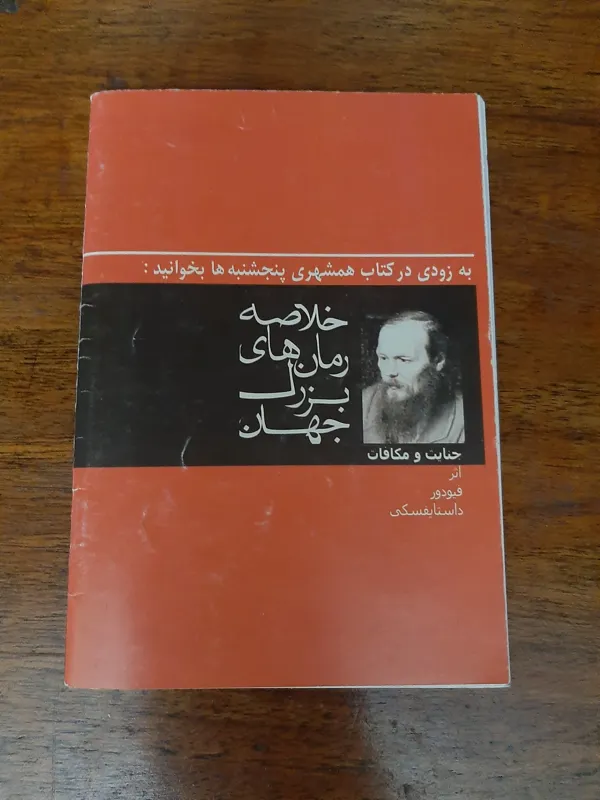 به زودی در کتاب همشهری پنجشنبه ها بخوانید :
خلاصه
رمان‌های
بزرگ
جهان
جنایت و مکافات
اثر
فیودور
داستایفسکی